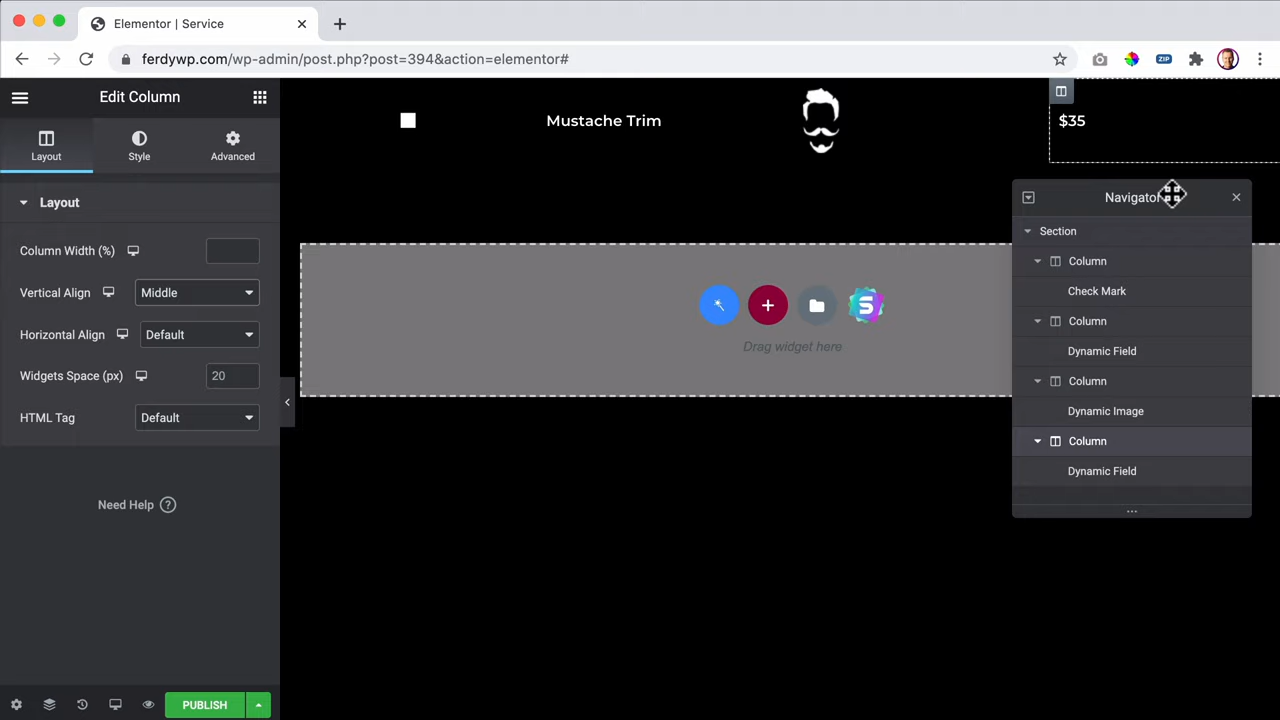 Elementor | Service
ferdywp.com/wp-admin/post.php?post=394&action=elementor#
ZIP
Edit Column
Layout
Style
Advanced
Layout
Column Width (%)
Vertical Align
Middle
Horizontal Align
Default
Widgets Space (px)
20
HTML Tag
Default
Need Help ?
PUBLISH
Mustache Trim
$35
S
Drag widget here
Navigator
Section
Column
Check Mark
Column
Dynamic Field
Column
Dynamic Image
Column
Dynamic Field